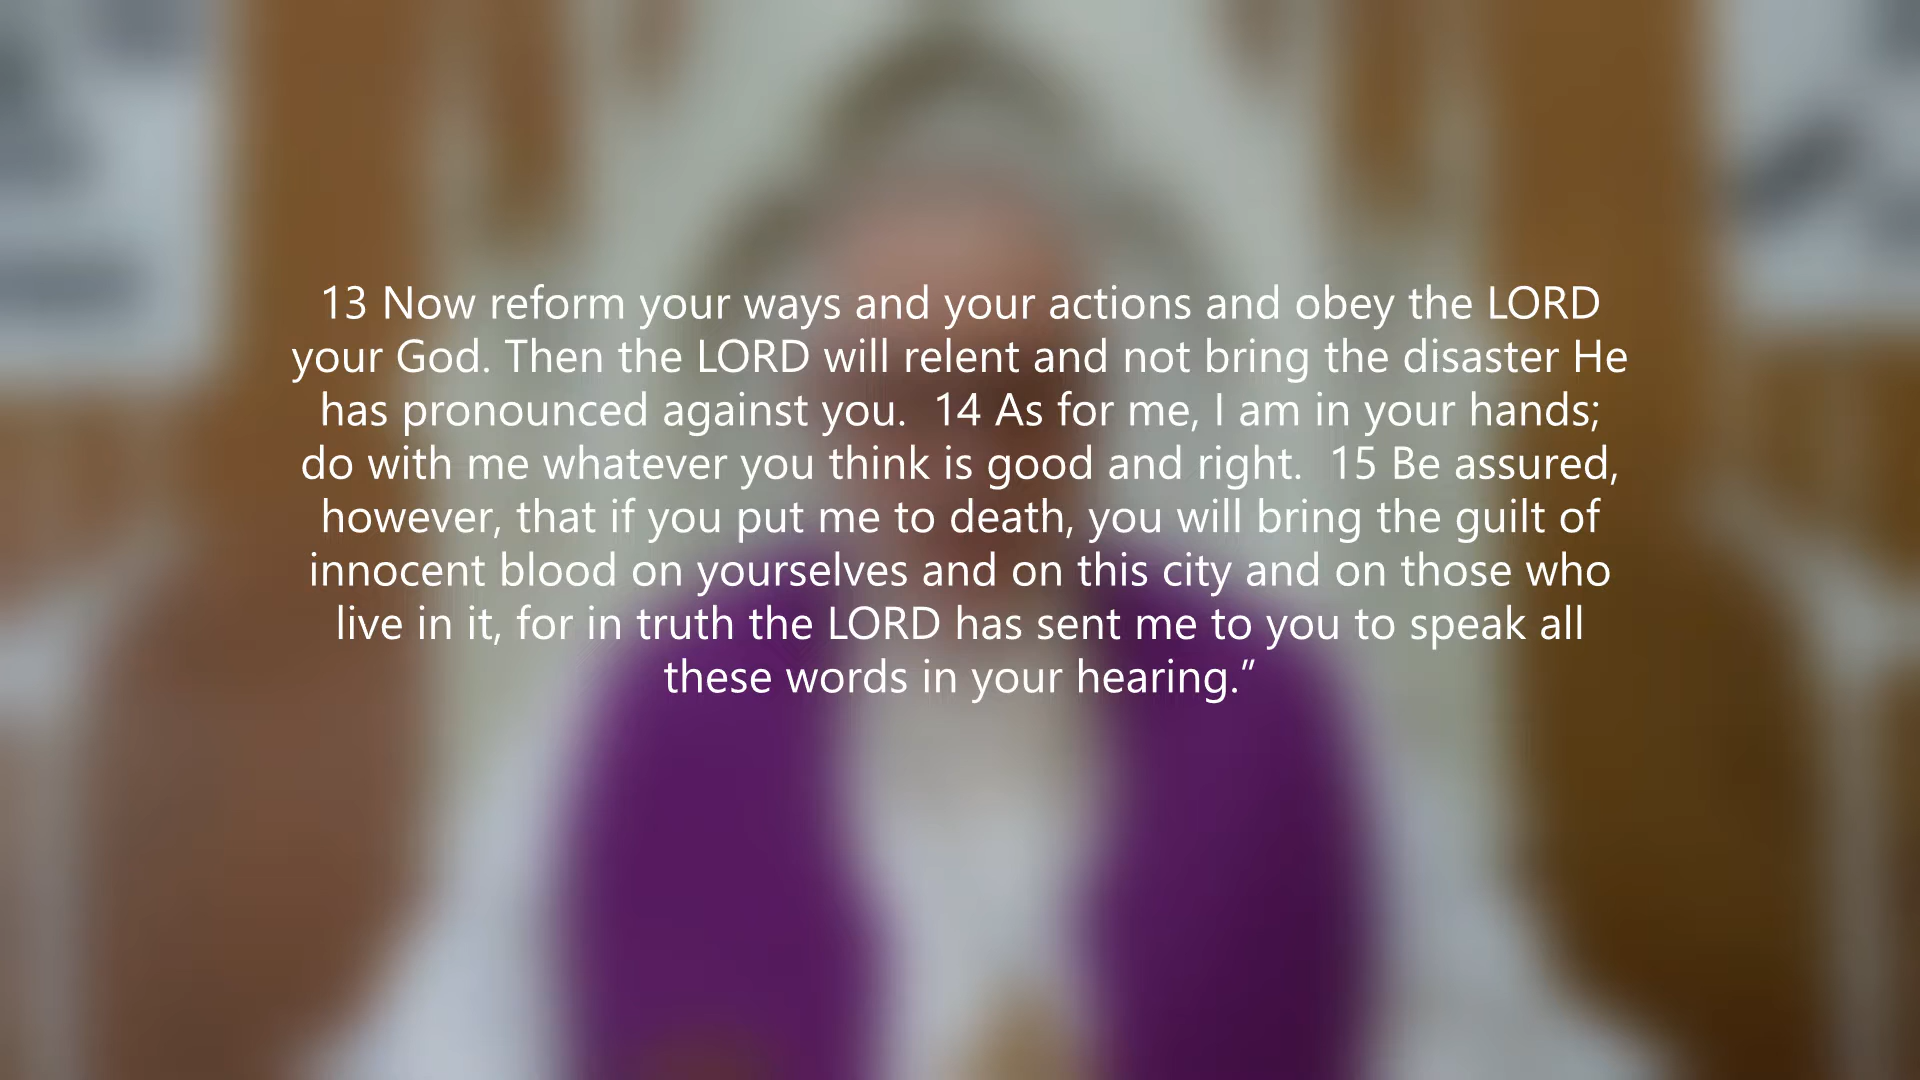 13 Now reform your ways and your actions and obey the LORD
your God. Then the LORD will relent and not bring the disaster He
has pronounced against you.  14 As for me, I am in your hands;
do with me whatever you think is good and right.  15 Be assured,
however, that if you put me to death, you will bring the guilt of
innocent blood on yourselves and on this city and on those who
live in it, for in truth the LORD has sent me to you to speak all
these words in your hearing.”